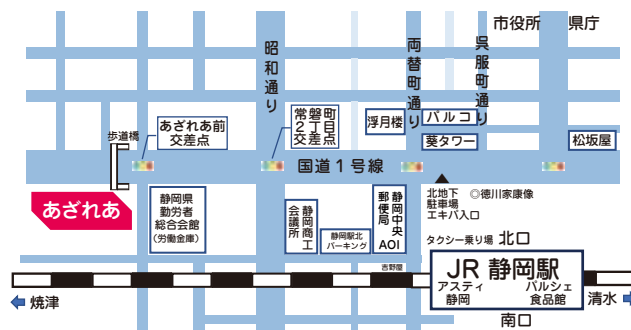 市役所
県庁
昭和通り
両替町通り
呉服町通り
歩道橋
あざれあ前
交差点
常磐町
2丁目
交差点
浮月楼
パルコ
葵タワー
松坂屋
国道1号線
あざれあ
静岡県
勤労者
総合会館
(労働金庫)
静岡商工
会議所
静岡駅北
パーキング
静岡中央
郵便局
AOI
北地下
駐車場
エキパ入口
◎徳川家康像
タクシー乗り場
北口
吉野屋
JR 静岡駅
アスティ
静岡
パルシェ
食品館
焼津
清水
南口